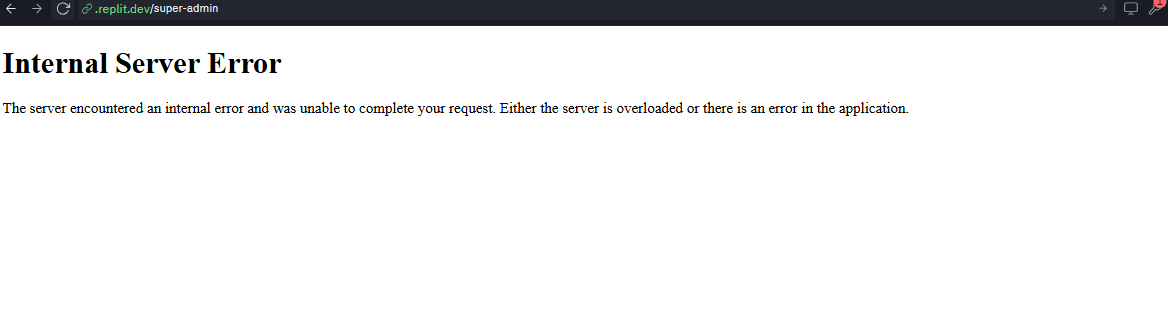 .replit.dev/super-admin
Internal Server Error
The server encountered an internal error and was unable to complete your request. Either the server is overloaded or there is an error in the application.